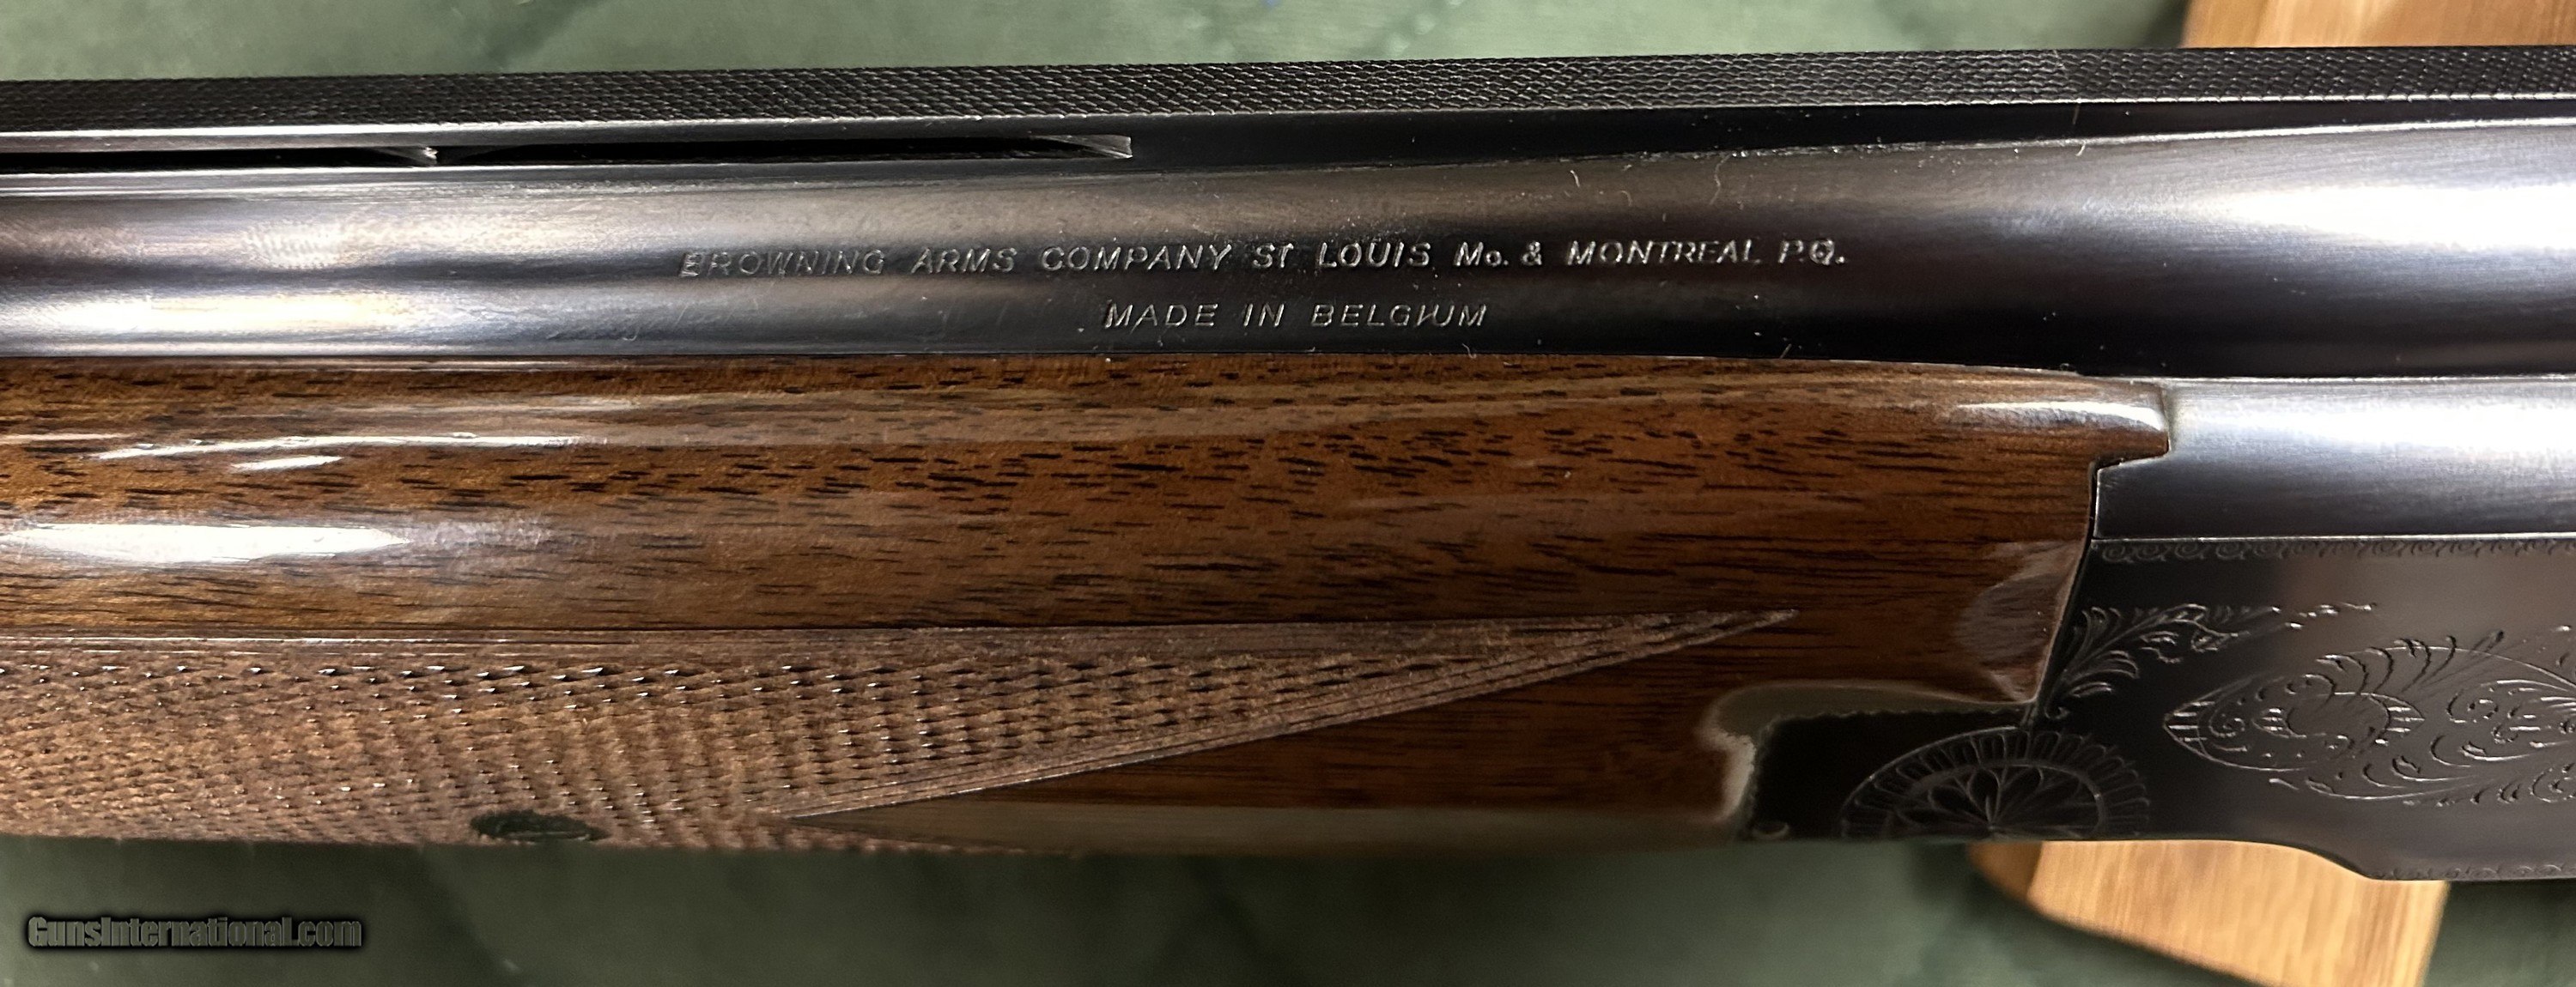 BROWNING ARMS COMPANY ST LOUIS Mo. & MONTREAL P.Q.
MADE IN BELGIUM
GunsInternational.com